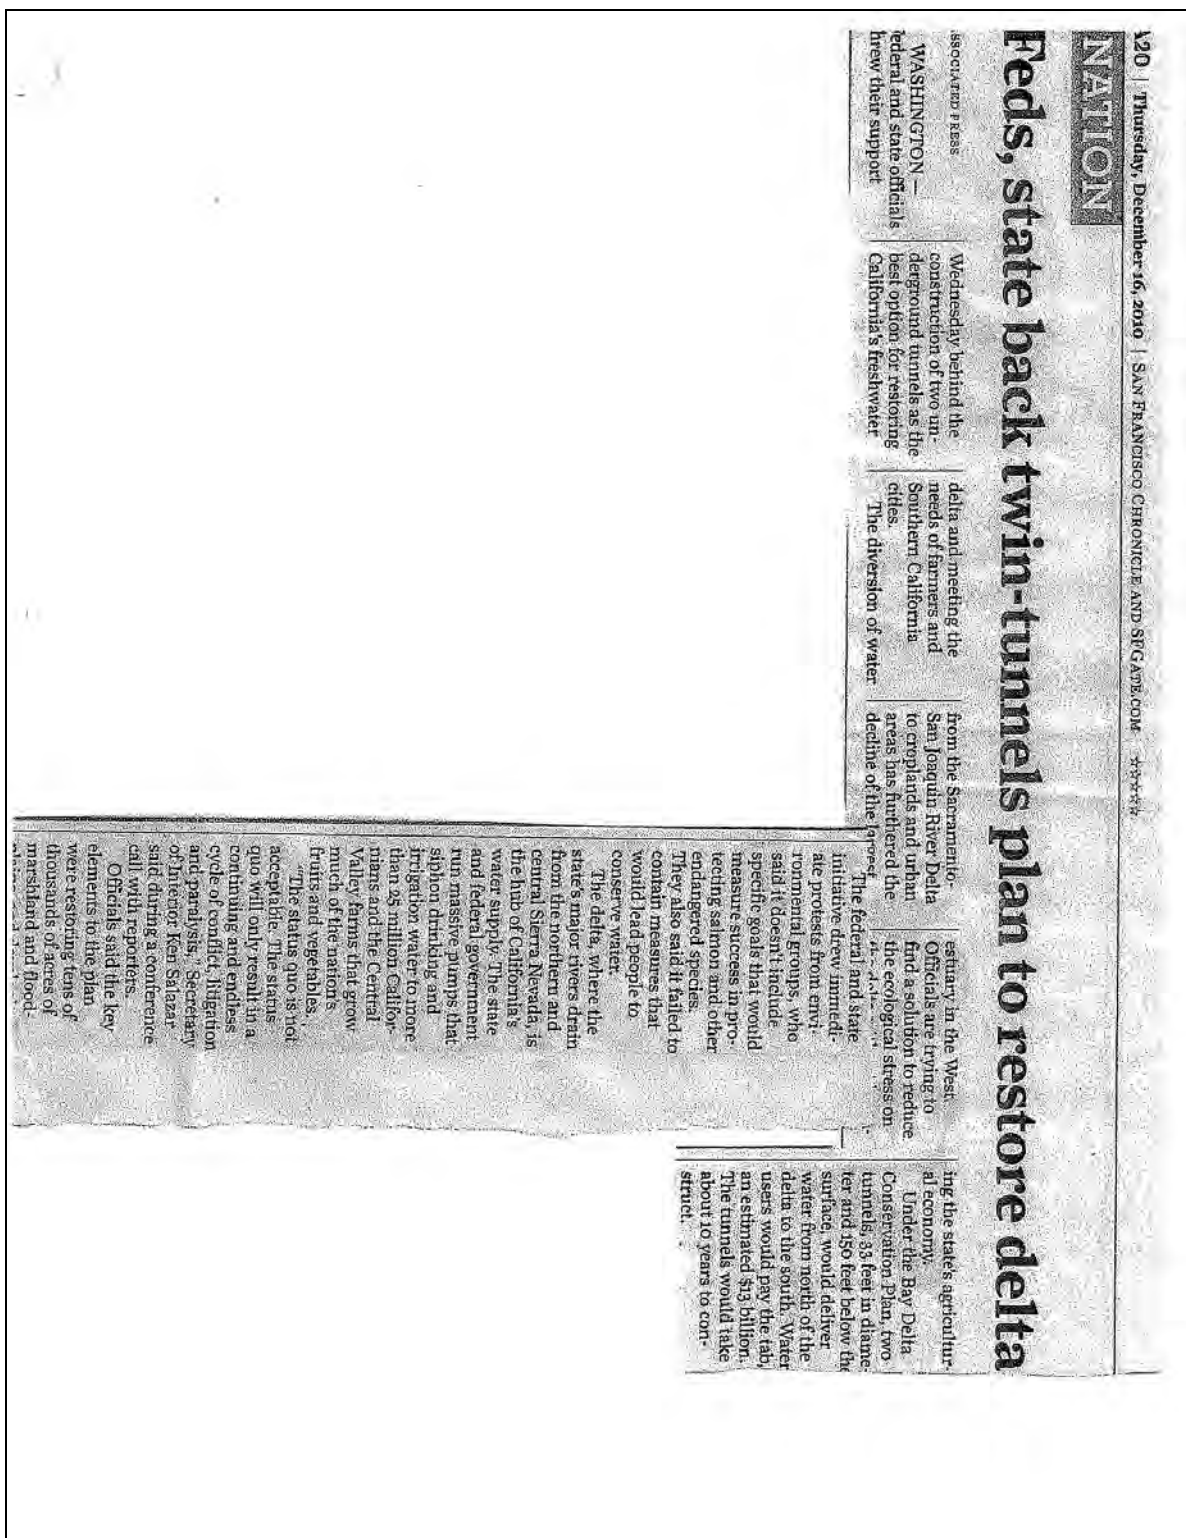 A20 | Thursday, December 16, 2010 | SAN FRANCISCO CHRONICLE AND SFGATE.COM ☆☆☆☆☆
NATION
Feds, state back twin-tunnels plan to restore delta
ASSOCIATED PRESS
WASHINGTON —
federal and state officials
hrew their support
Wednesday behind the
construction of two un-
derground tunnels as the
best option for restoring
California's freshwater
delta and meeting the
needs of farmers and
Southern California
cities.
The diversion of water
from the Sacramento-
San Joaquin River Delta
to croplands and urban
areas has furthered the
decline of the largest
estuary in the West.
Officials are trying to
find a solution to reduce
the ecological stress on
ing the state's agricultur-
al economy.
Under the Bay Delta
Conservation Plan, two
tunnels, 33 feet in diame-
ter and 150 feet below the
surface, would deliver
water from north of the
delta to the south. Water
users would pay the tab,
an estimated $13 billion.
The tunnels would take
about 10 years to con-
struct.
The federal and state
initiative drew immedi-
ate protests from envi-
ronmental groups, who
said it doesn't include
specific goals that would
measure success in pro-
tecting salmon and other
endangered species.
They also said it failed to
contain measures that
would lead people to
conserve water.
The delta, where the
state's major rivers drain
from the northern and
central Sierra Nevada, is
the hub of California's
water supply. The state
and federal government
run massive pumps that
siphon drinking and
irrigation water to more
than 25 million Califor-
nians and the Central
Valley farms that grow
much of the nation's
fruits and vegetables.
"The status quo is not
acceptable. The status
quo will only result in a
continuing and endless
cycle of conflict, litigation
and paralysis," Secretary
of Interior Ken Salazar
said during a conference
call with reporters.
Officials said the key
elements to the plan
were restoring tens of
thousands of acres of
marshland and flood-